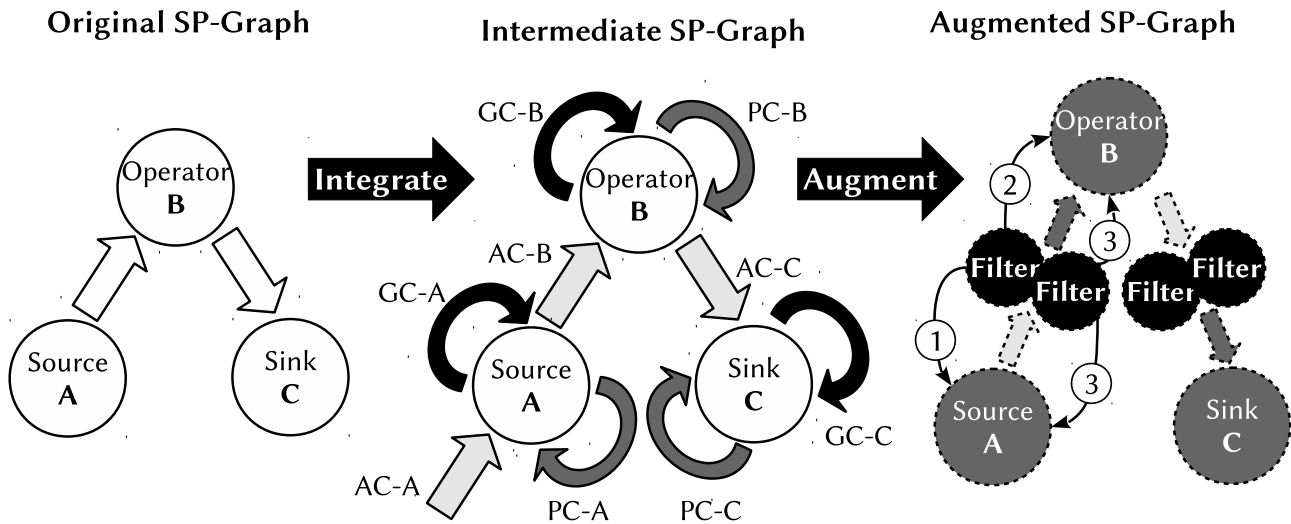 Original SP-Graph
Intermediate SP-Graph
Augmented SP-Graph
Operator
B
Source
A
Sink
C
Integrate
GC-B
PC-B
Operator
B
AC-B
AC-C
GC-A
Source
A
Sink
C
AC-A
PC-A
PC-C
GC-C
Augment
Operator
B
2
3
Filter
Filter
Filter
Filter
1
3
Source
A
Sink
C